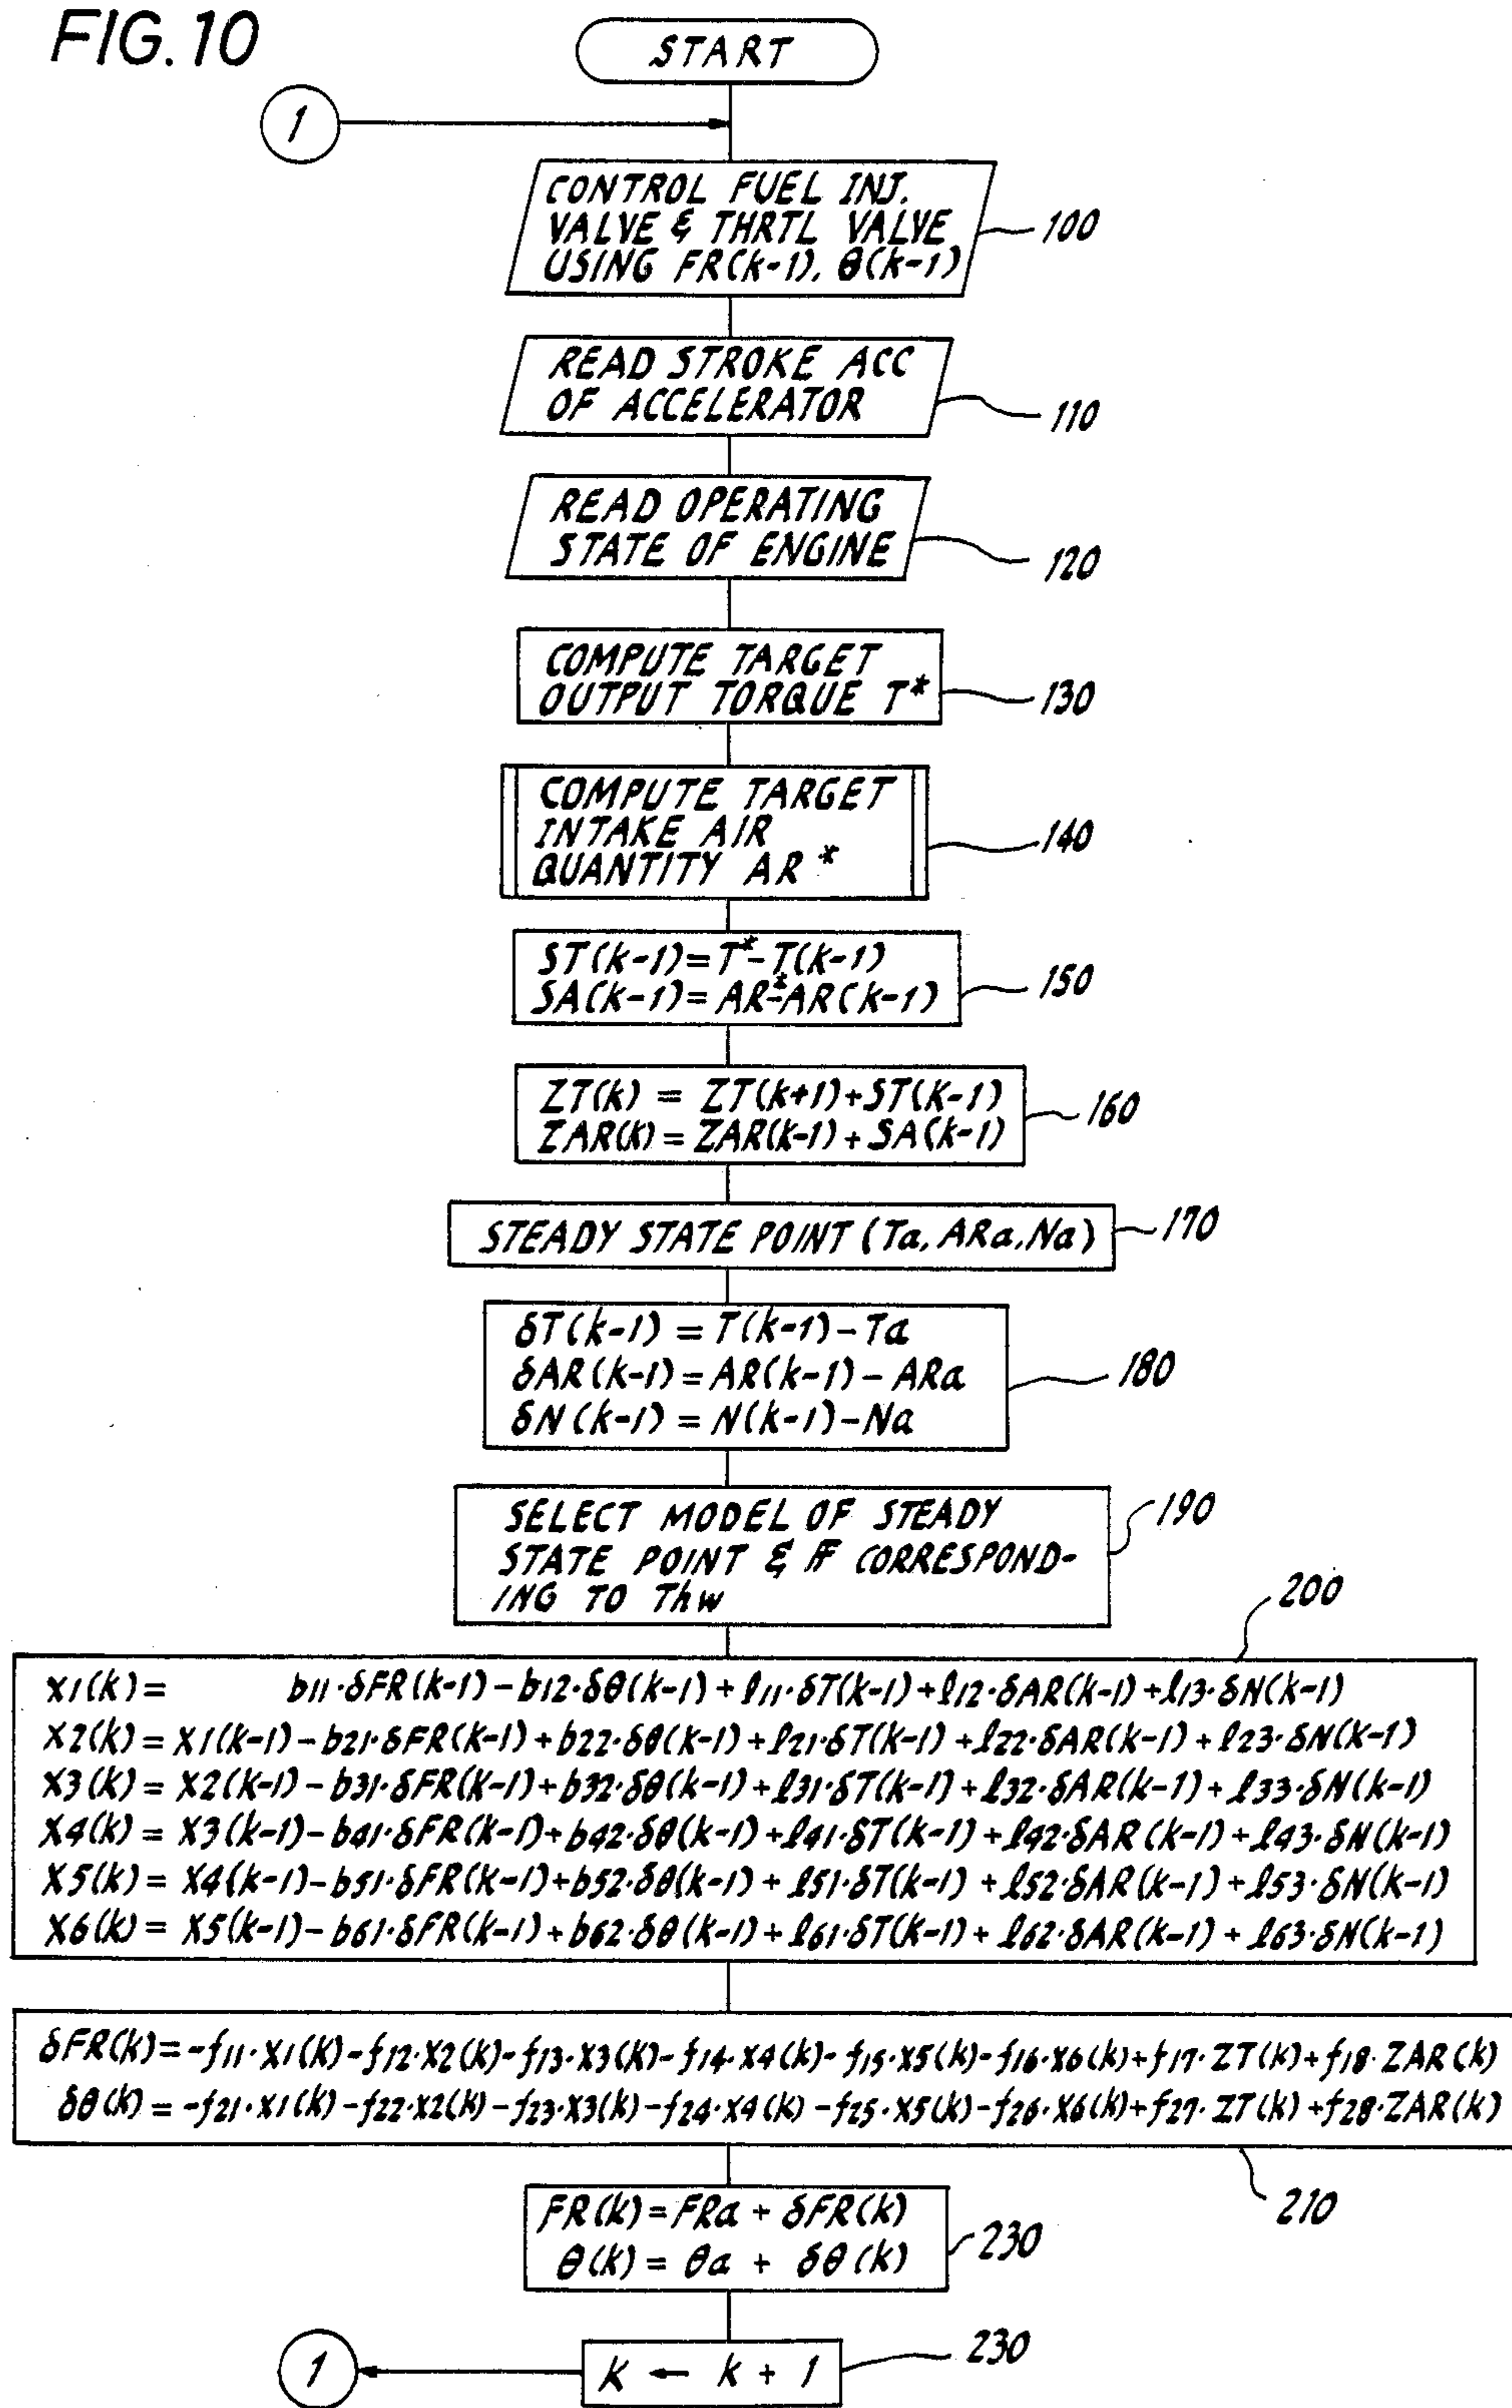 FIG.10
START
1
CONTROL FUEL INJ.
VALVE & THRTL VALVE
USING FR(k-1), θ(k-1)
100
READ STROKE ACC
OF ACCELERATOR
110
READ OPERATING
STATE OF ENGINE
120
COMPUTE TARGET
OUTPUT TORQUE T*
130
COMPUTE TARGET
INTAKE AIR
QUANTITY AR*
140
ST(k-1)=T*-T(k-1)
SA(k-1)=AR*-AR(k-1)
150
ZT(k) = ZT(k+1)+ST(k-1)
ZAR(k) = ZAR(k-1)+SA(k-1)
160
STEADY STATE POINT (Ta, ARa, Na)
170
δT(k-1) = T(k-1)-Ta
δAR(k-1) = AR(k-1)-ARa
δN(k-1) = N(k-1)-Na
180
SELECT MODEL OF STEADY
STATE POINT & 𝔽 CORRESPOND-
ING TO Thw
190
200
x1(k)= b11·δFR(k-1)-b12·δθ(k-1)+ℓ11·δT(k-1)+ℓ12·δAR(k-1)+ℓ13·δN(k-1)
x2(k)=x1(k-1)-b21·δFR(k-1)+b22·δθ(k-1)+ℓ21·δT(k-1)+ℓ22·δAR(k-1)+ℓ23·δN(k-1)
x3(k)=x2(k-1)-b31·δFR(k-1)+b32·δθ(k-1)+ℓ31·δT(k-1)+ℓ32·δAR(k-1)+ℓ33·δN(k-1)
x4(k)=x3(k-1)-b41·δFR(k-1)+b42·δθ(k-1)+ℓ41·δT(k-1)+ℓ42·δAR(k-1)+ℓ43·δN(k-1)
x5(k)=x4(k-1)-b51·δFR(k-1)+b52·δθ(k-1)+ℓ51·δT(k-1)+ℓ52·δAR(k-1)+ℓ53·δN(k-1)
x6(k)=x5(k-1)-b61·δFR(k-1)+b62·δθ(k-1)+ℓ61·δT(k-1)+ℓ62·δAR(k-1)+ℓ63·δN(k-1)
δFR(k)=-f11·x1(k)-f12·x2(k)-f13·x3(k)-f14·x4(k)-f15·x5(k)-f16·x6(k)+f17·ZT(k)+f18·ZAR(k)
δθ(k)=-f21·x1(k)-f22·x2(k)-f23·x3(k)-f24·x4(k)-f25·x5(k)-f26·x6(k)+f27·ZT(k)+f28·ZAR(k)
210
FR(k)=FRa + δFR(k)
θ(k)= θa + δθ(k)
230
1
k ← k + 1
230